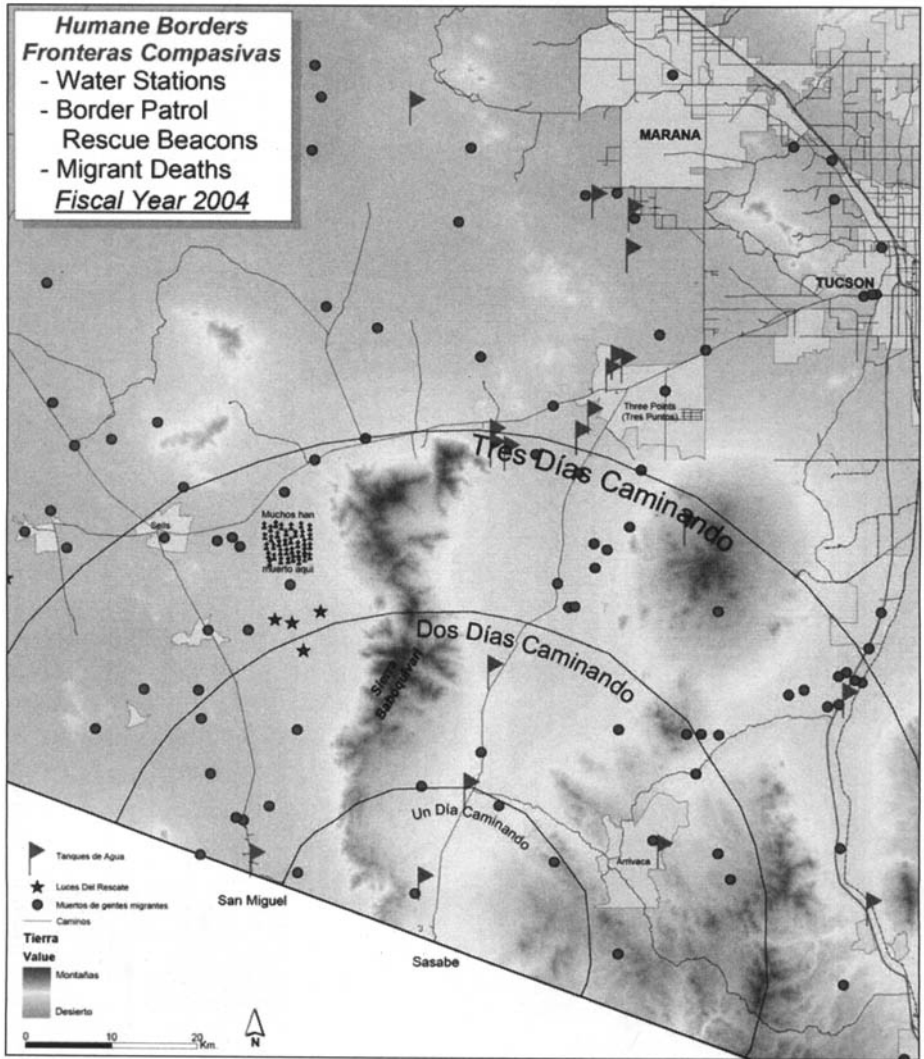 Humane Borders
Fronteras Compasivas
- Water Stations
- Border Patrol
Rescue Beacons
- Migrant Deaths
Fiscal Year 2004
MARANA
TUCSON
Three Points
(Tres Puntos)
Tres Días Caminando
Muchos han
muerto aqui
Sells
Dos Días Caminando
Sierra
Baboquivari
Un Día Caminando
Arrivaca
San Miguel
Sasabe
Tanques de Agua
Luces Del Rescate
Muertos de gentes migrantes
Caminos
Tierra
Value
Montañas
Desierto
0 10 20
Km.
N